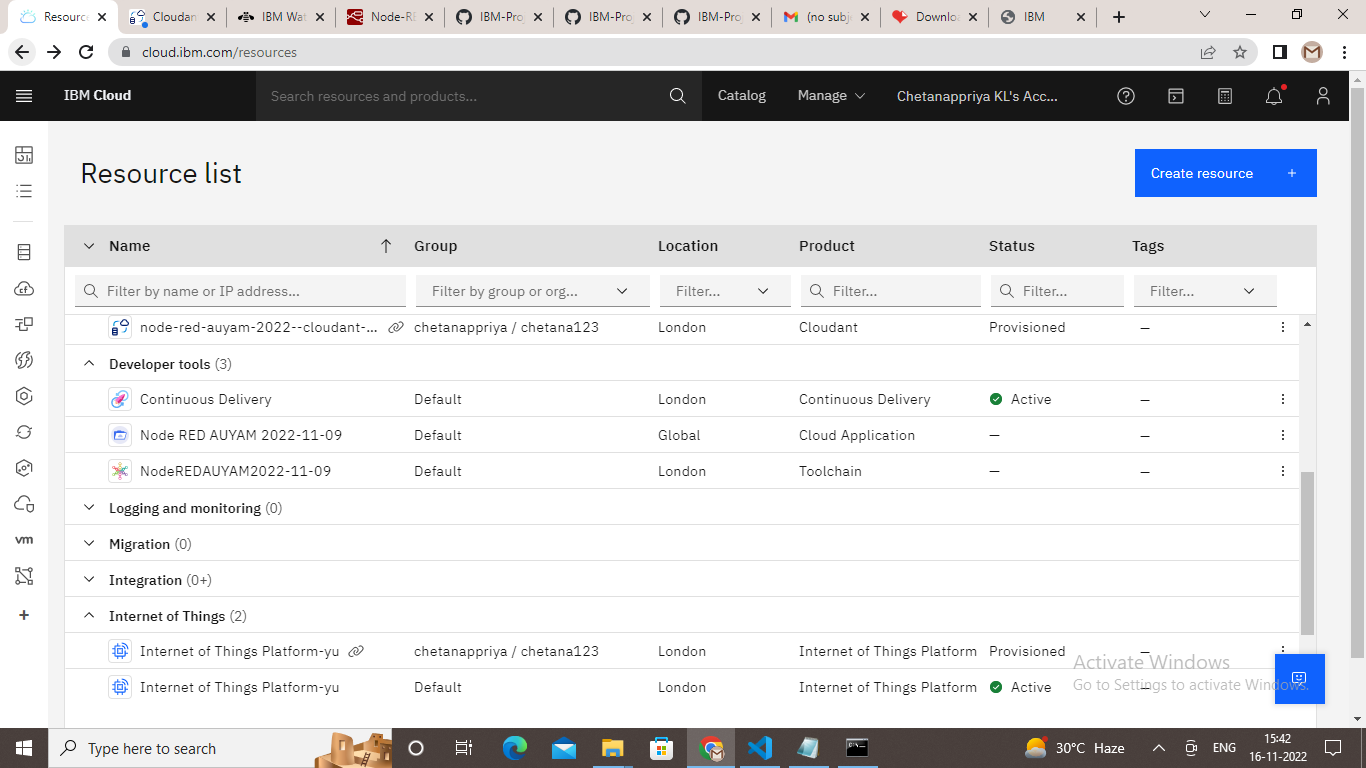 Resource
Cloudan
IBM Wat
Node-RE
IBM-Proj
IBM-Proj
IBM-Proj
(no subje
Downloa
IBM
cloud.ibm.com/resources
IBM Cloud
Search resources and products...
Catalog
Manage
Chetanappriya KL's Acc...
Resource list
Create resource +
Name Group Location Product Status Tags
Filter by name or IP address... Filter by group or org... Filter... Filter... Filter... Filter...
node-red-auyam-2022--cloudant-... chetanappriya / chetana123 London Cloudant Provisioned —
Developer tools (3)
Continuous Delivery Default London Continuous Delivery Active —
Node RED AUYAM 2022-11-09 Default Global Cloud Application — —
NodeREDAUYAM2022-11-09 Default London Toolchain — —
Logging and monitoring (0)
Migration (0)
Integration (0+)
Internet of Things (2)
Internet of Things Platform-yu chetanappriya / chetana123 London Internet of Things Platform Provisioned —
Internet of Things Platform-yu Default London Internet of Things Platform Active —
vm
Activate Windows
Go to Settings to activate Windows.
Type here to search
30°C Haze
ENG
15:42
16-11-2022